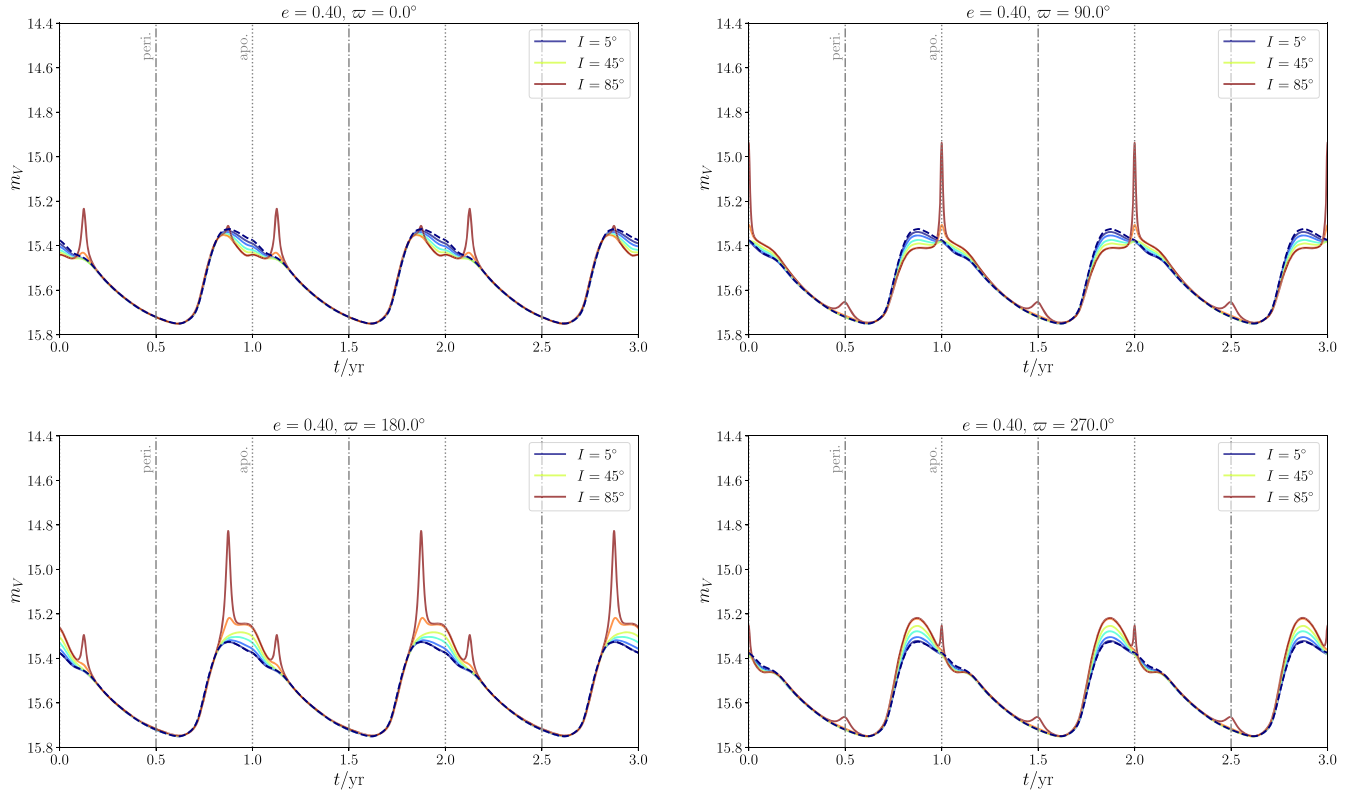 e = 0.40, ϖ = 0.0°
14.4
14.6
14.8
15.0
15.2
15.4
15.6
15.8
m_V
peri.
apo.
I = 5°
I = 45°
I = 85°
0.0 0.5 1.0 1.5 2.0 2.5 3.0
t/yr
e = 0.40, ϖ = 90.0°
14.4
14.6
14.8
15.0
15.2
15.4
15.6
15.8
m_V
peri.
apo.
I = 5°
I = 45°
I = 85°
0.0 0.5 1.0 1.5 2.0 2.5 3.0
t/yr
e = 0.40, ϖ = 180.0°
14.4
14.6
14.8
15.0
15.2
15.4
15.6
15.8
m_V
peri.
apo.
I = 5°
I = 45°
I = 85°
0.0 0.5 1.0 1.5 2.0 2.5 3.0
t/yr
e = 0.40, ϖ = 270.0°
14.4
14.6
14.8
15.0
15.2
15.4
15.6
15.8
m_V
peri.
apo.
I = 5°
I = 45°
I = 85°
0.0 0.5 1.0 1.5 2.0 2.5 3.0
t/yr